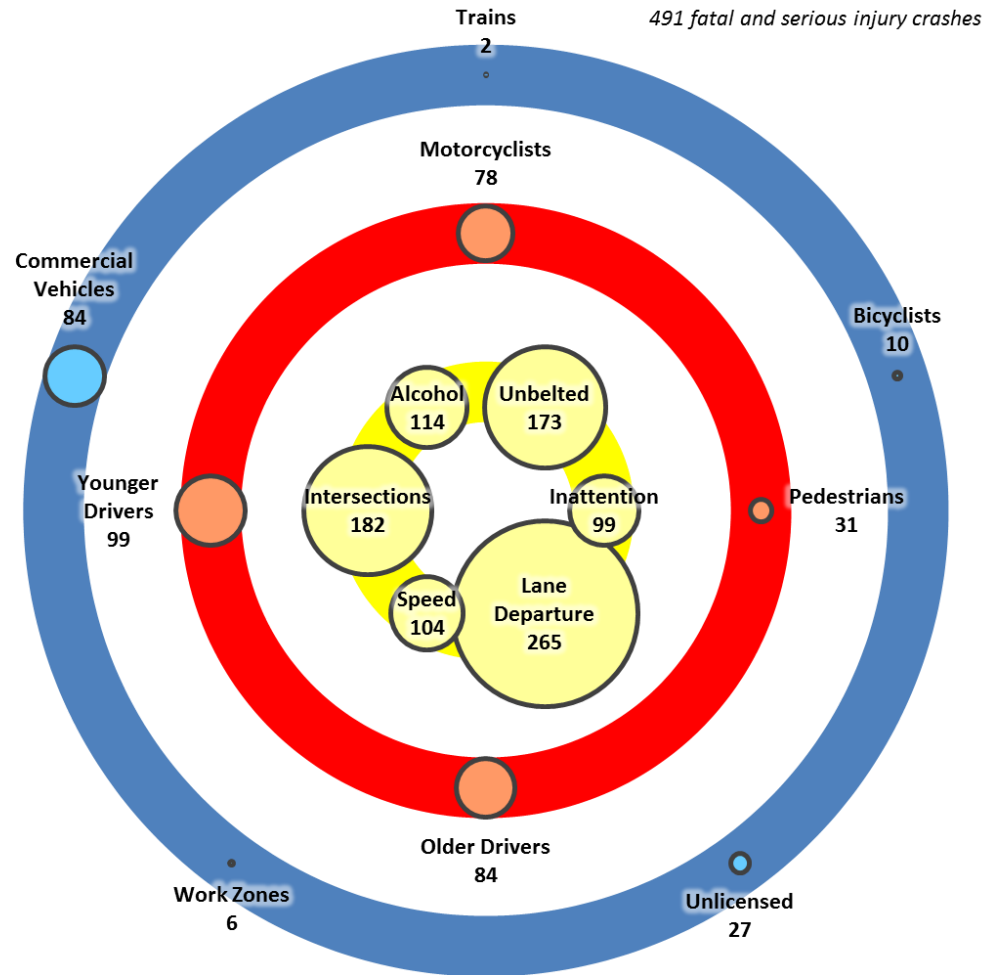 Trains
2
491 fatal and serious injury crashes
Motorcyclists
78
Commercial
Vehicles
84
Bicyclists
10
Alcohol
114
Unbelted
173
Younger
Drivers
99
Intersections
182
Inattention
99
Pedestrians
31
Speed
104
Lane
Departure
265
Older Drivers
84
Work Zones
6
Unlicensed
27